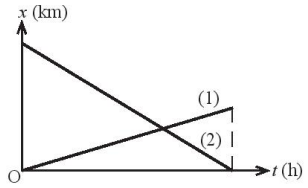 x (km)
(1)
(2)
O
t (h)